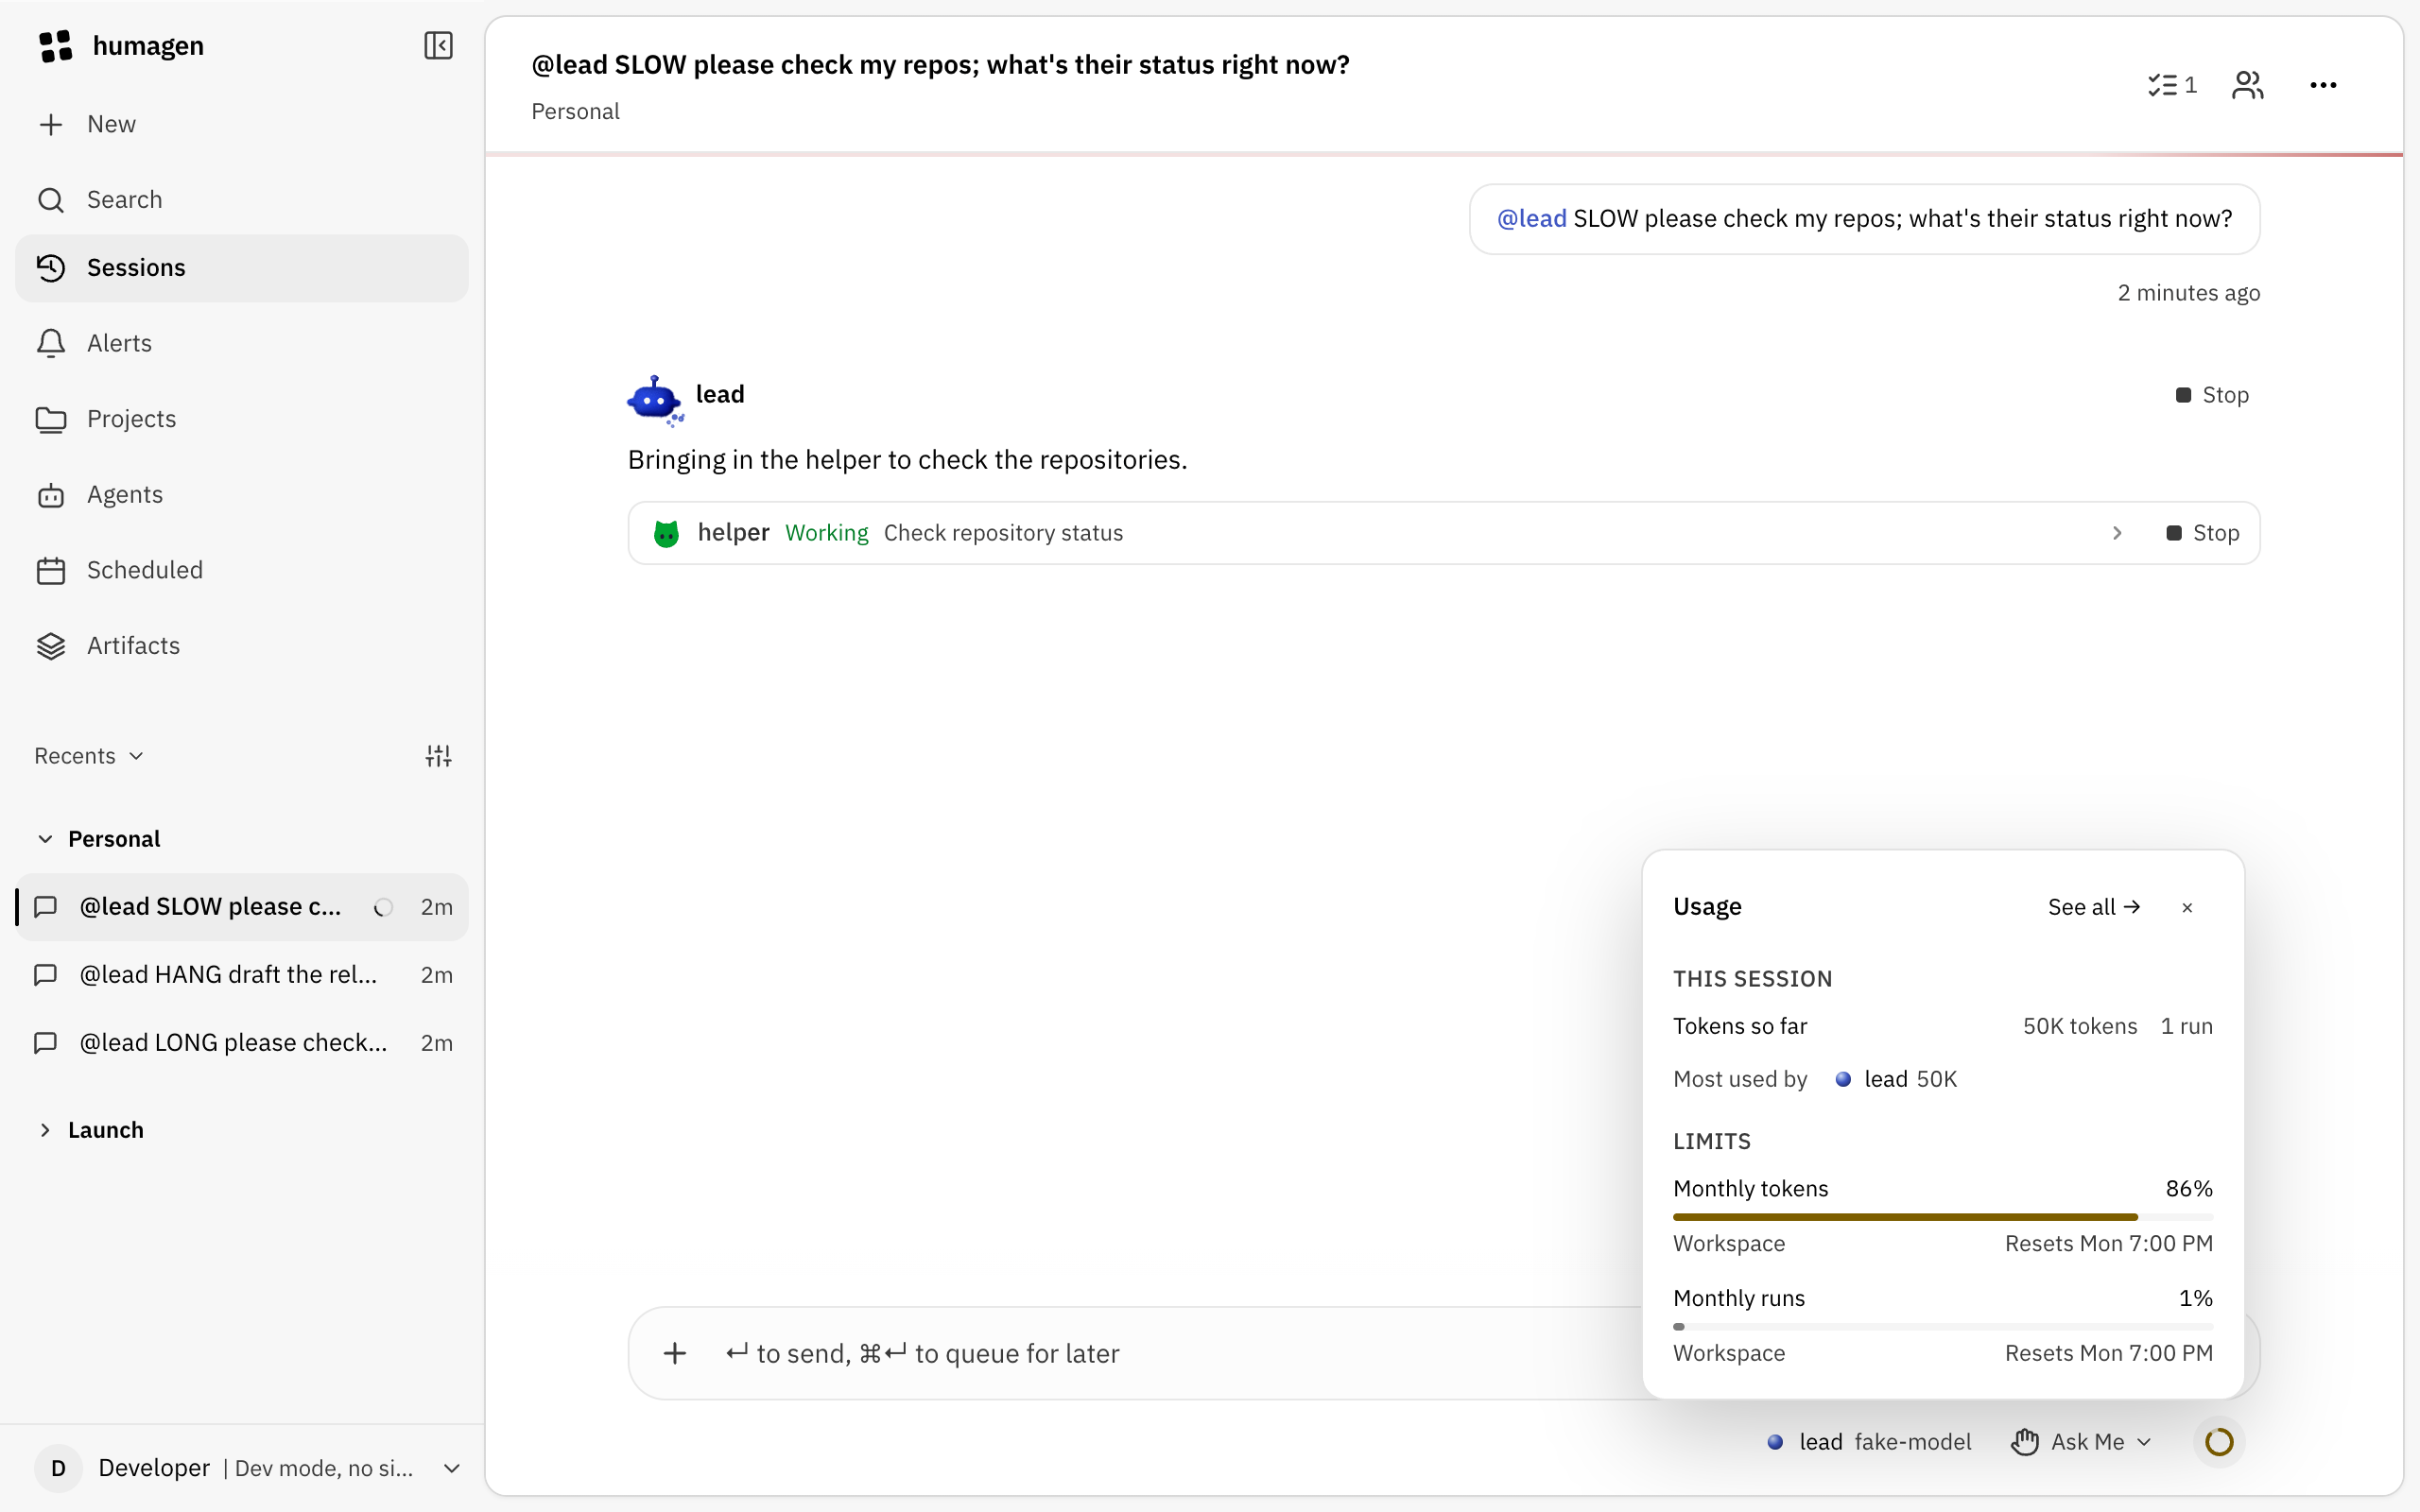 humagen
New
Search
Sessions
Alerts
Projects
Agents
Scheduled
Artifacts
Recents
Personal
@lead SLOW please c... 2m
@lead HANG draft the rel... 2m
@lead LONG please check... 2m
Launch
D Developer | Dev mode, no si...
@lead SLOW please check my repos; what's their status right now?
Personal
1
@lead SLOW please check my repos; what's their status right now?
2 minutes ago
lead Stop
Bringing in the helper to check the repositories.
helper Working Check repository status Stop
Usage See all → ×
THIS SESSION
Tokens so far 50K tokens 1 run
Most used by lead 50K
LIMITS
Monthly tokens 86%
Workspace Resets Mon 7:00 PM
Monthly runs 1%
Workspace Resets Mon 7:00 PM
↵ to send, ⌘↵ to queue for later
lead fake-model Ask Me